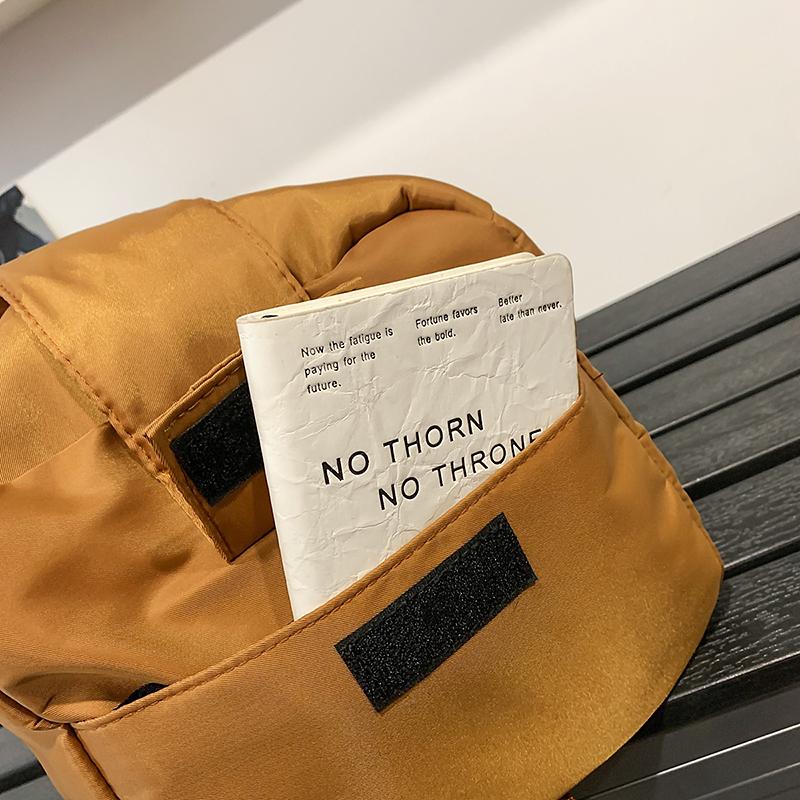 Now the fatigue is
paying for the
future.
Fortune favors
the bold.
Better
late than never.
NO THORN
NO THRONE